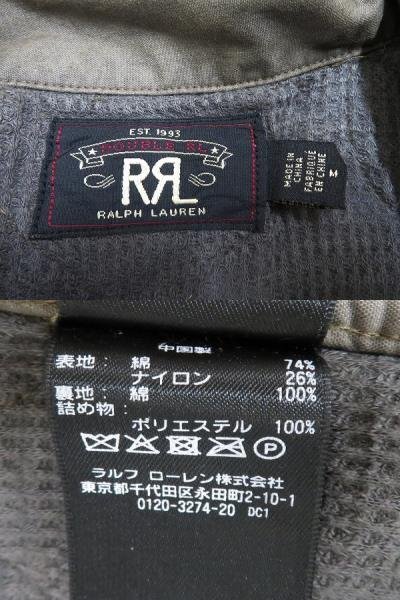 EST. 1993
DOUBLE RL
RRL
RALPH LAUREN
MADE IN
CHINA
FABRIQUÉ
EN CHINE
M
中国製
表地: 綿 74%
ナイロン 26%
裏地: 綿 100%
詰め物:
ポリエステル 100%
P
ラルフ ローレン株式会社
東京都千代田区永田町2-10-1
0120-3274-20 DC1